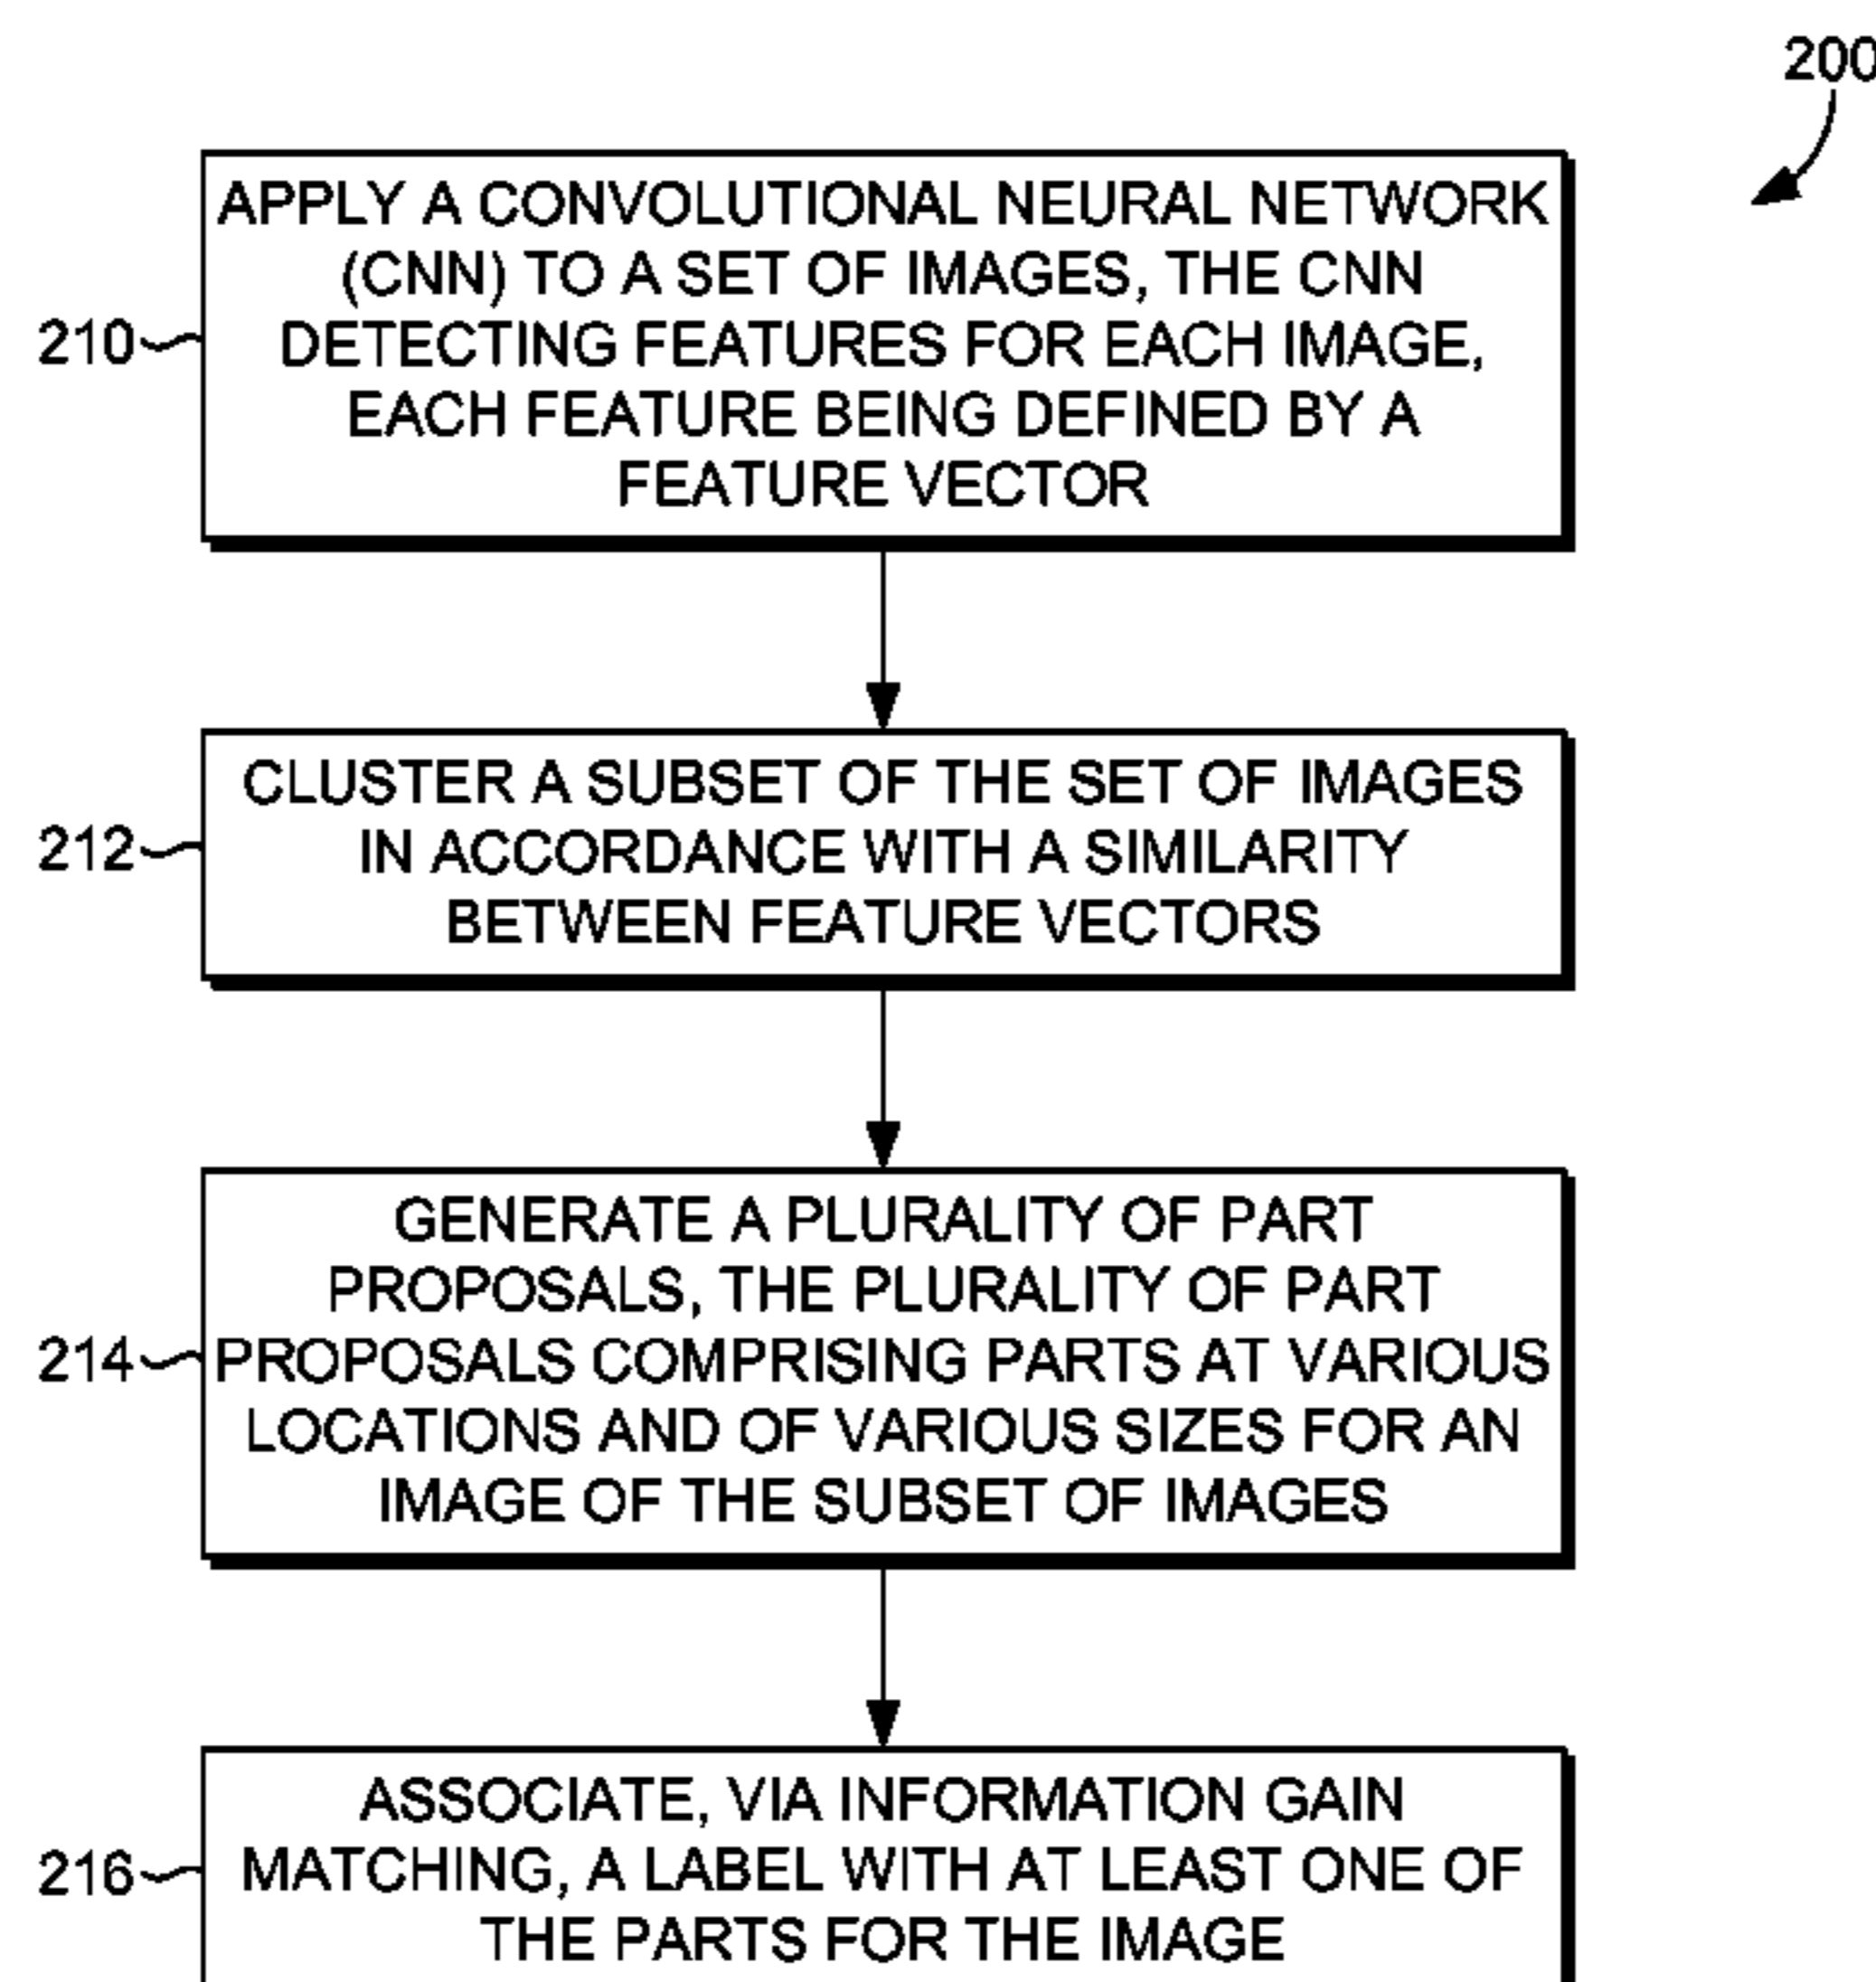 200
APPLY A CONVOLUTIONAL NEURAL NETWORK
(CNN) TO A SET OF IMAGES, THE CNN
DETECTING FEATURES FOR EACH IMAGE,
EACH FEATURE BEING DEFINED BY A
FEATURE VECTOR
210
CLUSTER A SUBSET OF THE SET OF IMAGES
IN ACCORDANCE WITH A SIMILARITY
BETWEEN FEATURE VECTORS
212
GENERATE A PLURALITY OF PART
PROPOSALS, THE PLURALITY OF PART
PROPOSALS COMPRISING PARTS AT VARIOUS
LOCATIONS AND OF VARIOUS SIZES FOR AN
IMAGE OF THE SUBSET OF IMAGES
214
ASSOCIATE, VIA INFORMATION GAIN
MATCHING, A LABEL WITH AT LEAST ONE OF
THE PARTS FOR THE IMAGE
216